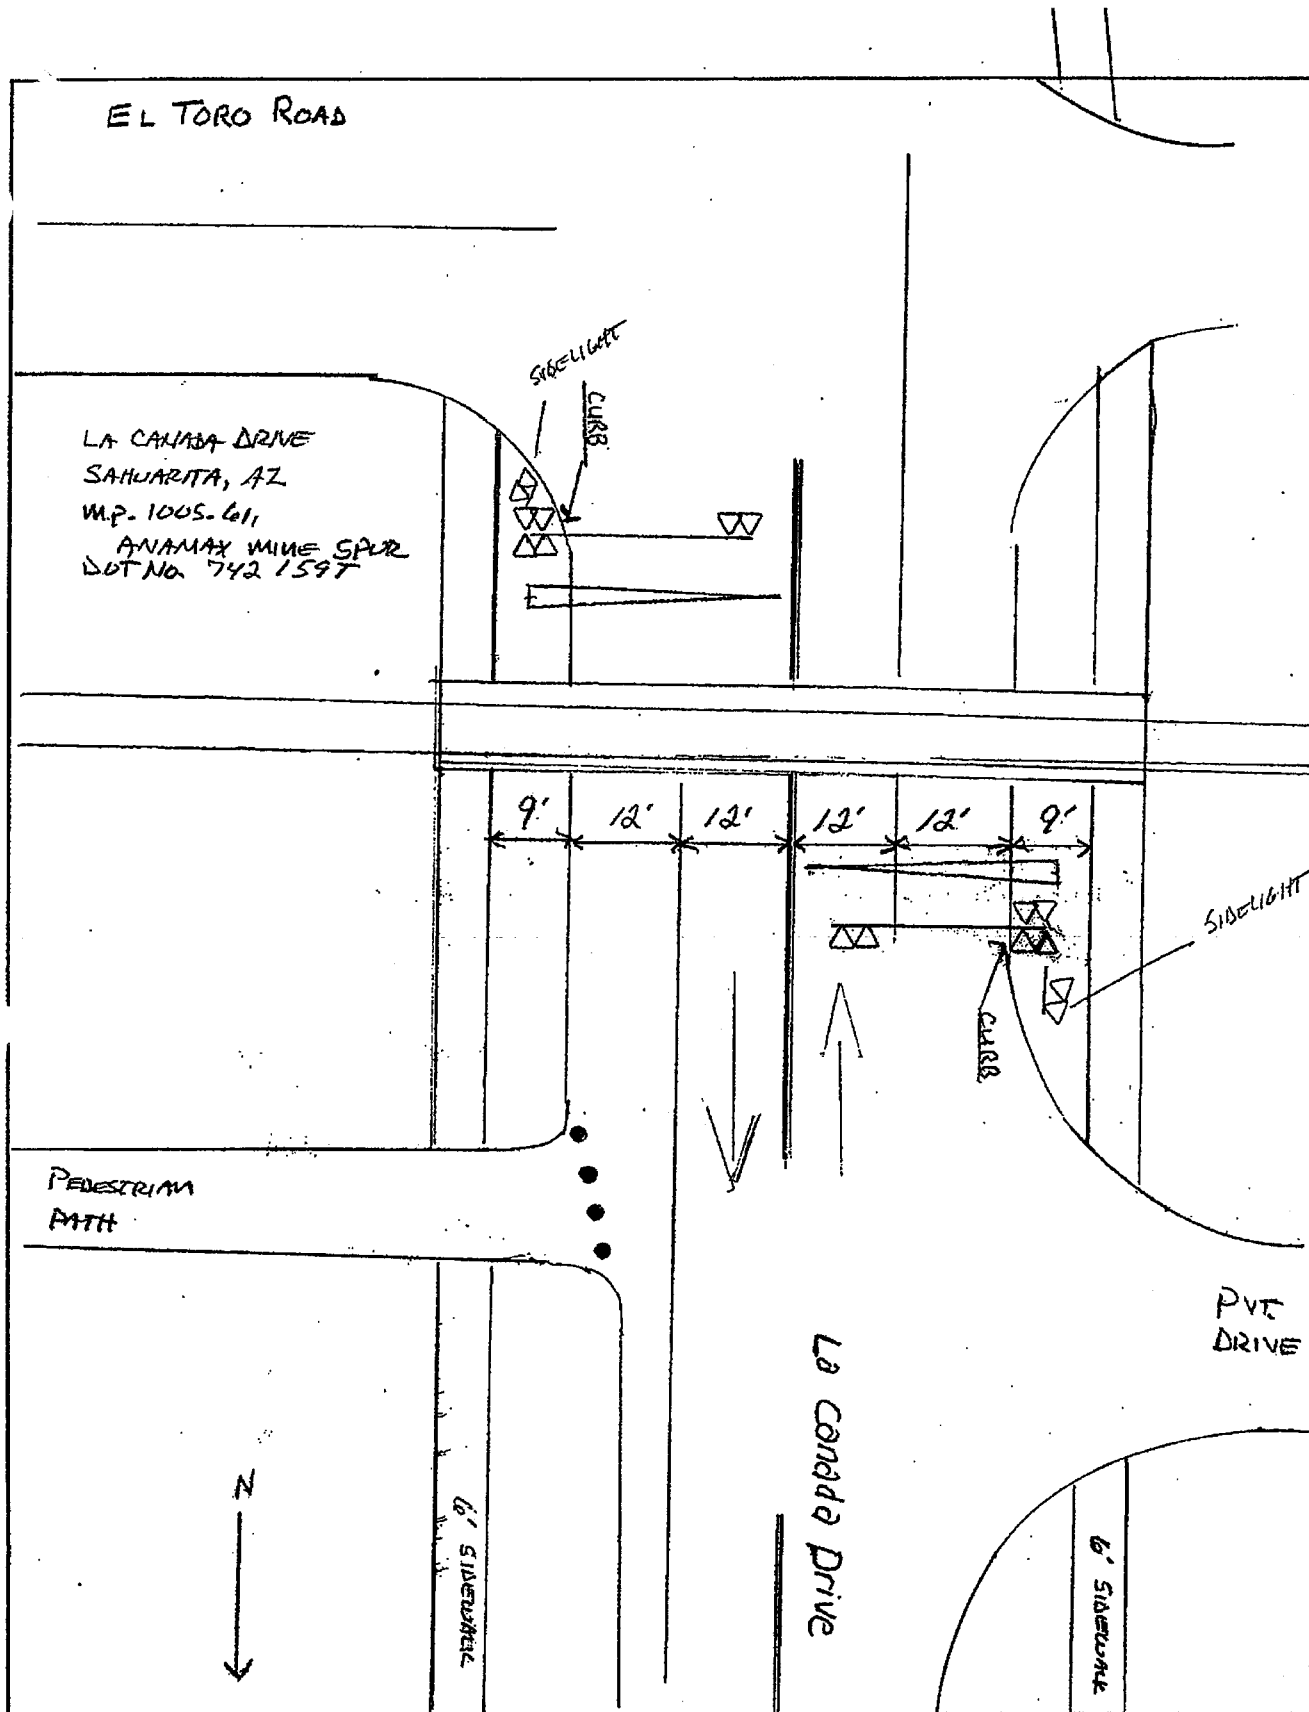 EL TORO ROAD
SIDELIGHT
CURB
LA CANADA DRIVE
SAHUARITA, AZ
M.P. 1005.61,
ANAMAX MINE SPUR
DOT No. 742 159T
9' 12' 12' 12' 12' 9'
SIDELIGHT
CURB
PEDESTRIAN
PATH
PVT.
DRIVE
La Canada Drive
N
6' SIDEWALK
6' SIDEWALK